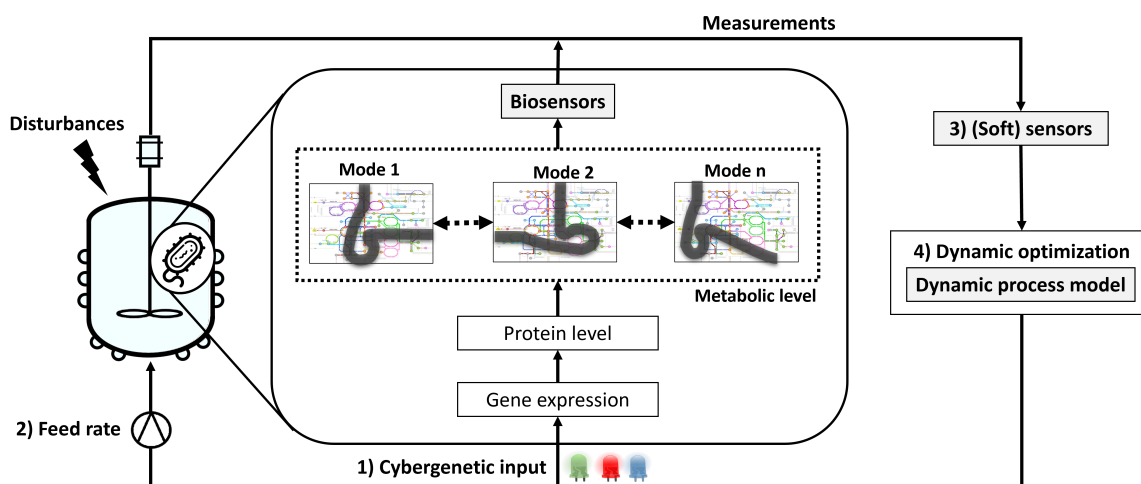 Measurements
Disturbances
Biosensors
3) (Soft) sensors
Mode 1
Mode 2
Mode n
4) Dynamic optimization
Dynamic process model
Metabolic level
Protein level
Gene expression
2) Feed rate
1) Cybergenetic input